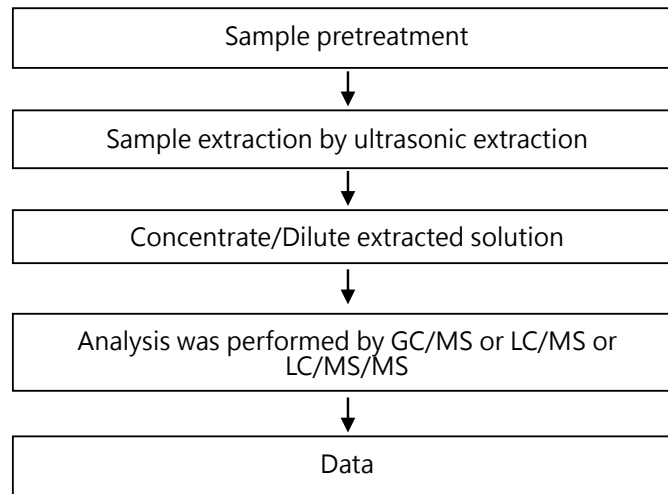 Sample pretreatment
Sample extraction by ultrasonic extraction
Concentrate/Dilute extracted solution
Analysis was performed by GC/MS or LC/MS or
LC/MS/MS
Data